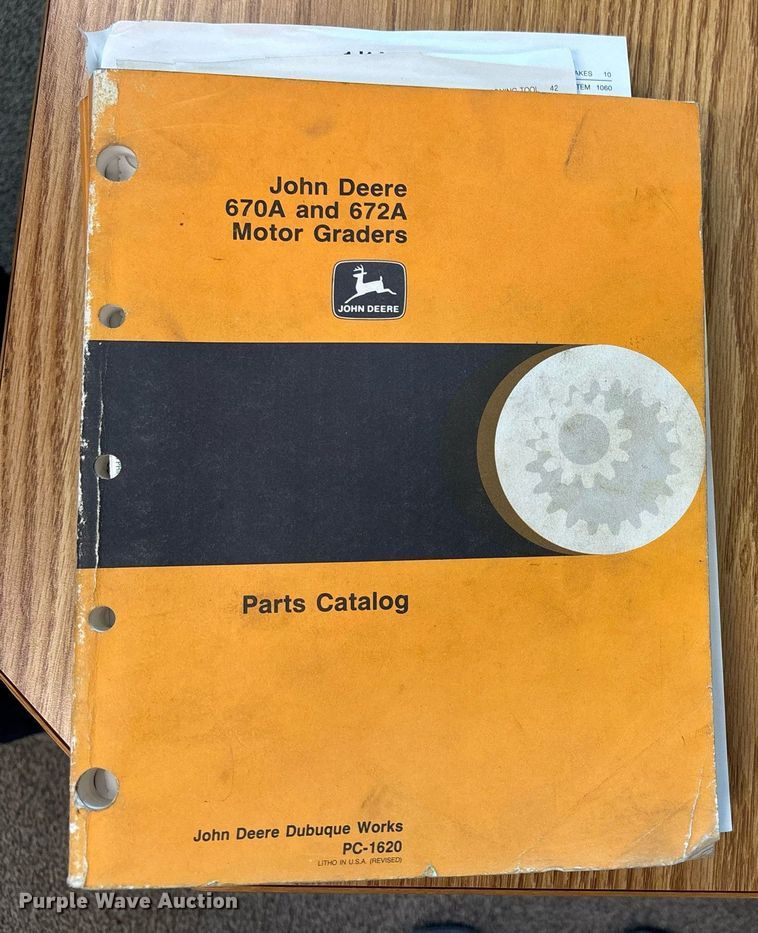 AKES 10
TEM 1060
TOOL 42
John Deere
670A and 672A
Motor Graders
JOHN DEERE
Parts Catalog
John Deere Dubuque Works
PC-1620
LITHO IN U.S.A. (REVISED)
Purple Wave Auction